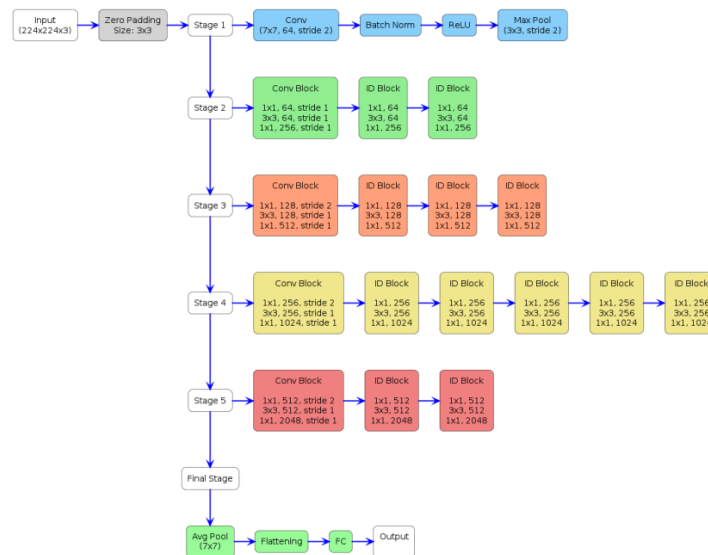 Input
(224x224x3)
Zero Padding
Size: 3x3
Stage 1
Conv
(7x7, 64, stride 2)
Batch Norm
ReLU
Max Pool
(3x3, stride 2)
Stage 2
Conv Block
1x1, 64, stride 1
3x3, 64, stride 1
1x1, 256, stride 1
ID Block
1x1, 64
3x3, 64
1x1, 256
ID Block
1x1, 64
3x3, 64
1x1, 256
Stage 3
Conv Block
1x1, 128, stride 2
3x3, 128, stride 1
1x1, 512, stride 1
ID Block
1x1, 128
3x3, 128
1x1, 512
ID Block
1x1, 128
3x3, 128
1x1, 512
ID Block
1x1, 128
3x3, 128
1x1, 512
Stage 4
Conv Block
1x1, 256, stride 2
3x3, 256, stride 1
1x1, 1024, stride 1
ID Block
1x1, 256
3x3, 256
1x1, 1024
ID Block
1x1, 256
3x3, 256
1x1, 1024
ID Block
1x1, 256
3x3, 256
1x1, 1024
ID Block
1x1, 256
3x3, 256
1x1, 1024
ID Block
1x1, 256
3x3, 256
1x1, 1024
Stage 5
Conv Block
1x1, 512, stride 2
3x3, 512, stride 1
1x1, 2048, stride 1
ID Block
1x1, 512
3x3, 512
1x1, 2048
ID Block
1x1, 512
3x3, 512
1x1, 2048
Final Stage
Avg Pool
(7x7)
Flattening
FC
Output